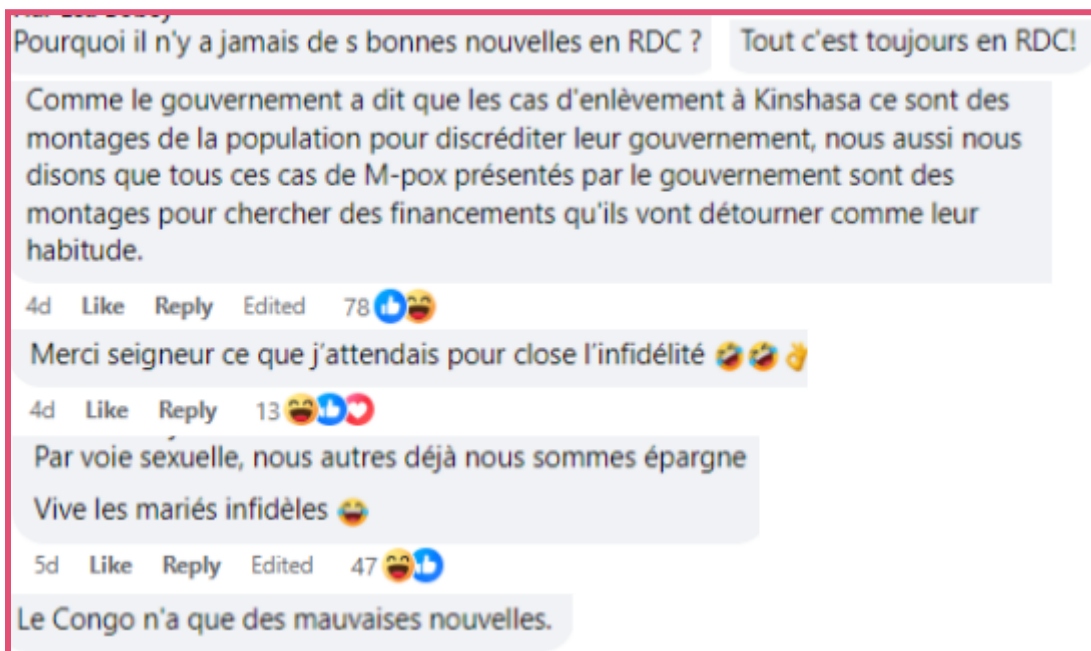 Pourquoi il n'y a jamais de s bonnes nouvelles en RDC ?
Tout c'est toujours en RDC!
Comme le gouvernement a dit que les cas d'enlèvement à Kinshasa ce sont des
montages de la population pour discréditer leur gouvernement, nous aussi nous
disons que tous ces cas de M-pox présentés par le gouvernement sont des
montages pour chercher des financements qu'ils vont détourner comme leur
habitude.
4d Like Reply Edited 78
Merci seigneur ce que j'attendais pour close l'infidélité 🤣🤣👌
4d Like Reply 13
Par voie sexuelle, nous autres déjà nous sommes épargne
Vive les mariés infidèles 😂
5d Like Reply Edited 47
Le Congo n'a que des mauvaises nouvelles.